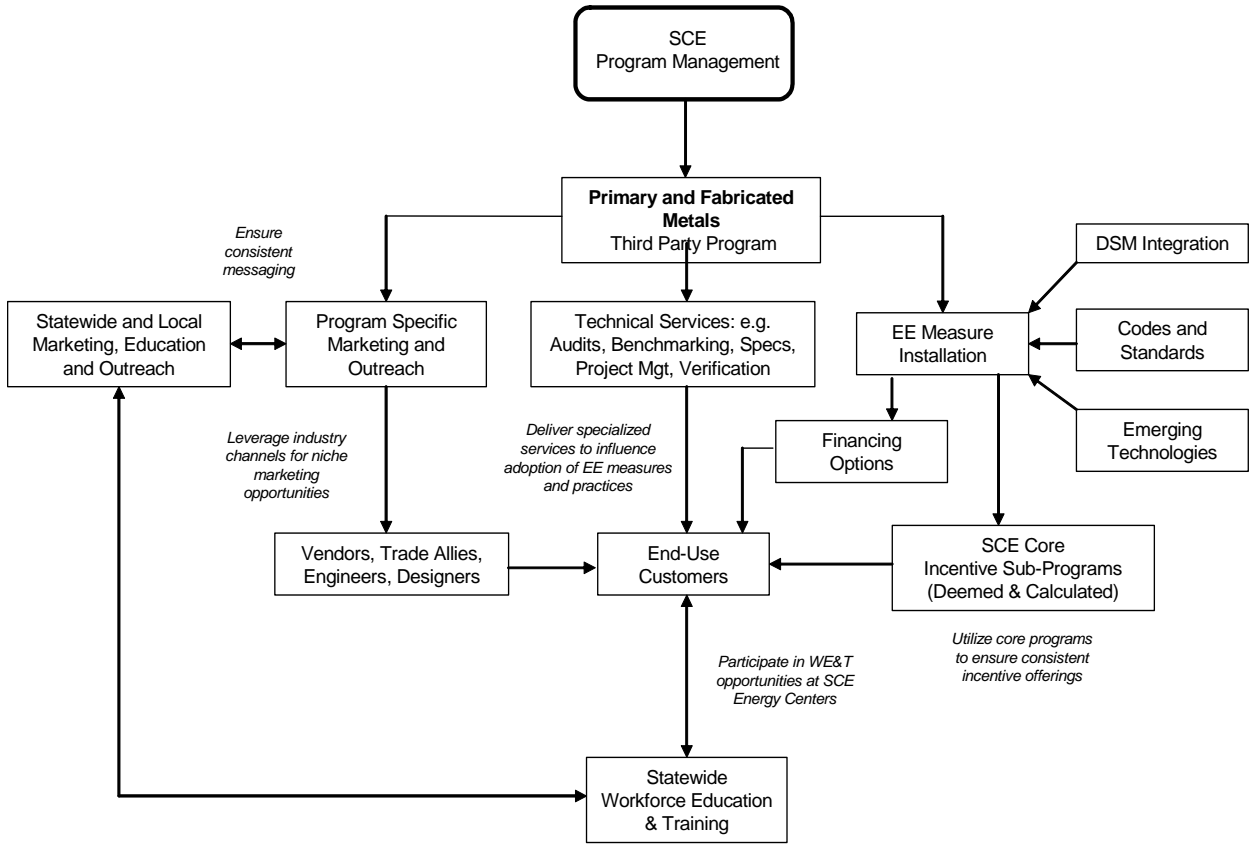 SCE
Program Management
Primary and Fabricated
Metals
Third Party Program
Ensure
consistent
messaging
DSM Integration
Statewide and Local
Marketing, Education
and Outreach
Program Specific
Marketing and
Outreach
Technical Services: e.g.
Audits, Benchmarking, Specs,
Project Mgt, Verification
EE Measure
Installation
Codes and
Standards
Emerging
Technologies
Leverage industry
channels for niche
marketing
opportunities
Deliver specialized
services to influence
adoption of EE measures
and practices
Financing
Options
Vendors, Trade Allies,
Engineers, Designers
End-Use
Customers
SCE Core
Incentive Sub-Programs
(Deemed & Calculated)
Participate in WE&T
opportunities at SCE
Energy Centers
Utilize core programs
to ensure consistent
incentive offerings
Statewide
Workforce Education
& Training